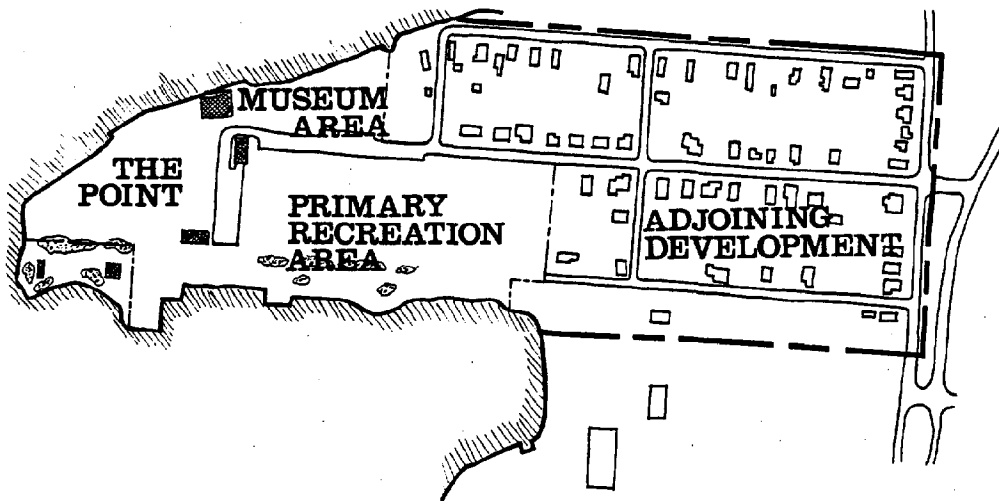 MUSEUM
AREA
THE
POINT
PRIMARY
RECREATION
AREA
ADJOINING
DEVELOPMENT